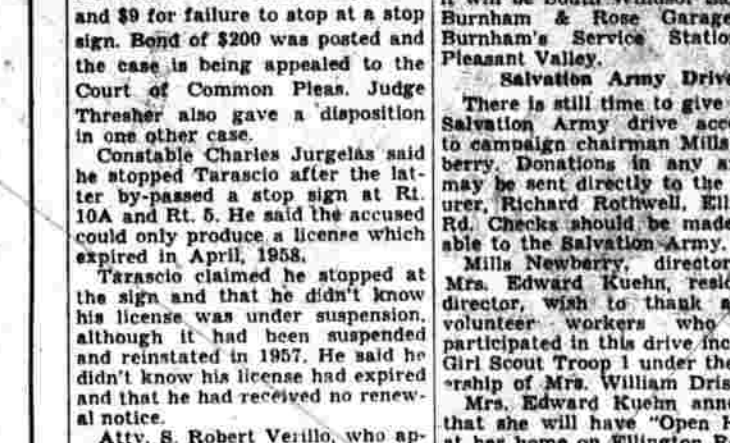 and $9 for failure to stop at a stop
sign. Bond of $200 was posted and
the case is being appealed to the
Court of Common Pleas. Judge
Thresher also gave a disposition
in one other case.
Constable Charles Jurgelas said
he stopped Tarascio after the lat-
ter by-passed a stop sign at Rt.
10A and Rt. 5. He said the accused
could only produce a license which
expired in April, 1958.
Tarascio claimed he stopped at
the sign and that he didn't know
his license was under suspension,
although it had been suspended
and reinstated in 1957. He said he
didn't know his license had expired
and that he had received no renew-
al notice.
Atty. S. Robert Verillo, who ap-
Burnham & Rose Garage
Burnham's Service Statio
Pleasant Valley.
Salvation Army Drive
There is still time to give
Salvation Army drive acc
to campaign chairman Mills
berry. Donations in any a
may be sent directly to the
urer, Richard Rothwell, Ell
Rd. Checks should be made
able to the Salvation Army.
Mills Newberry, director
Mrs. Edward Kuehn, resid
director, wish to thank a
volunteer workers who
participated in this drive inc
Girl Scout Troop 1 under the
ership of Mrs. William Dris
Mrs. Edward Kuehn ann
that she will have "Open H
at her home on Ellington R